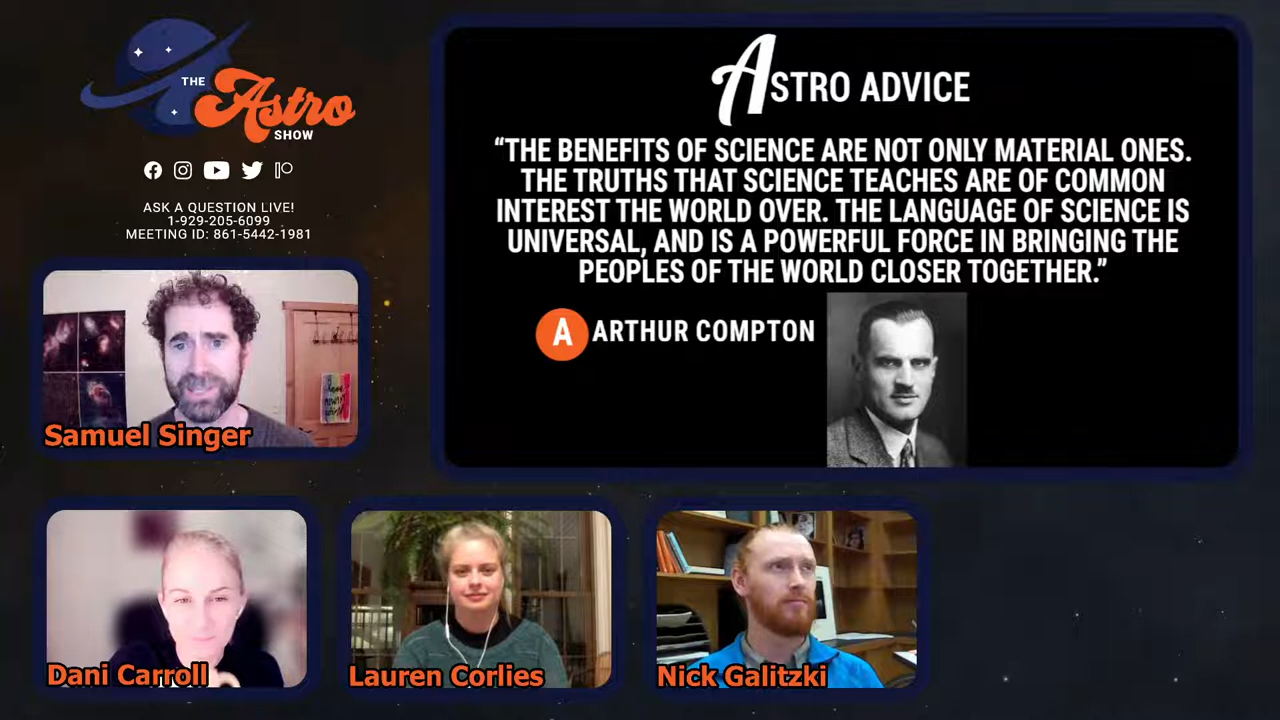 THE
Astro
SHOW
ASK A QUESTION LIVE!
1-929-205-6099
MEETING ID: 861-5442-1981
ASTRO ADVICE
“THE BENEFITS OF SCIENCE ARE NOT ONLY MATERIAL ONES.
THE TRUTHS THAT SCIENCE TEACHES ARE OF COMMON
INTEREST THE WORLD OVER. THE LANGUAGE OF SCIENCE IS
UNIVERSAL, AND IS A POWERFUL FORCE IN BRINGING THE
PEOPLES OF THE WORLD CLOSER TOGETHER.”
A ARTHUR COMPTON
Samuel Singer
Dani Carroll
Lauren Corlies
Nick Galitzki